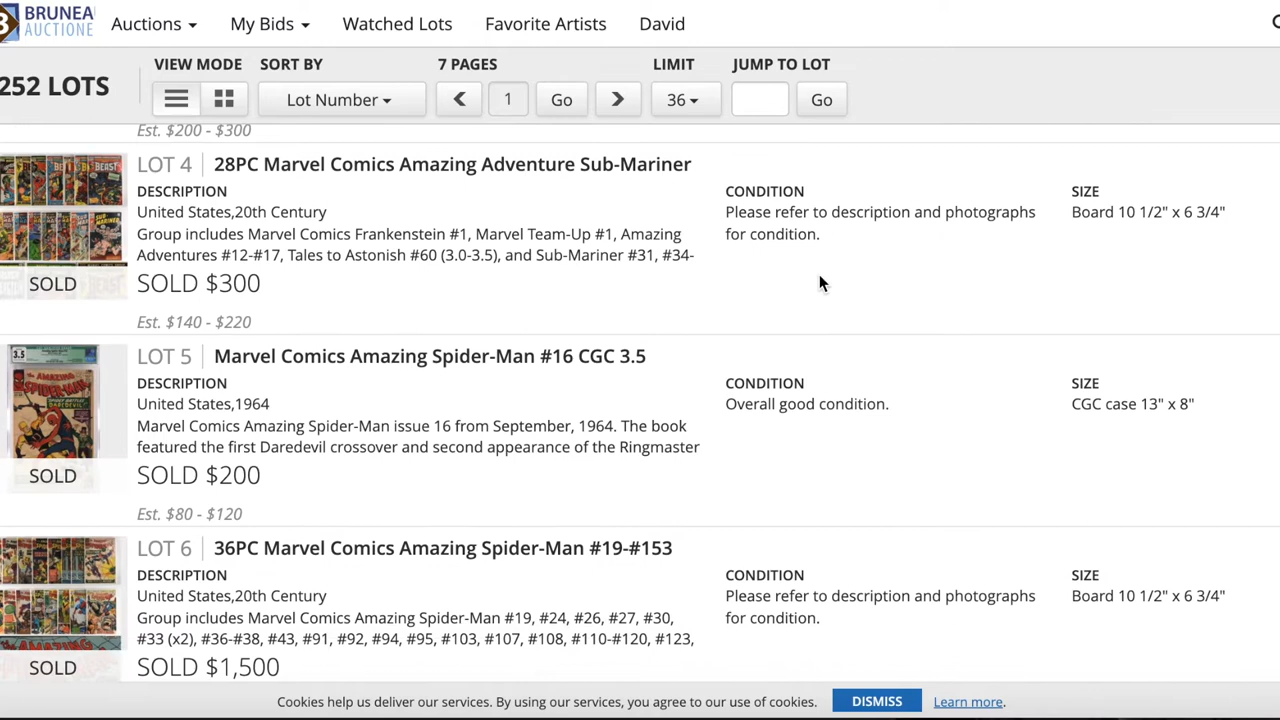 BRUNEA
AUCTIONE
Auctions
My Bids
Watched Lots
Favorite Artists
David
252 LOTS
VIEW MODE
SORT BY
7 PAGES
LIMIT
JUMP TO LOT
Lot Number
1
Go
36
Go
Est. $200 - $300
LOT 4
28PC Marvel Comics Amazing Adventure Sub-Mariner
DESCRIPTION
United States,20th Century
Group includes Marvel Comics Frankenstein #1, Marvel Team-Up #1, Amazing
Adventures #12-#17, Tales to Astonish #60 (3.0-3.5), and Sub-Mariner #31, #34-
CONDITION
Please refer to description and photographs
for condition.
SIZE
Board 10 1/2" x 6 3/4"
SOLD
SOLD $300
Est. $140 - $220
LOT 5
Marvel Comics Amazing Spider-Man #16 CGC 3.5
3.5
DESCRIPTION
United States,1964
Marvel Comics Amazing Spider-Man issue 16 from September, 1964. The book
featured the first Daredevil crossover and second appearance of the Ringmaster
CONDITION
Overall good condition.
SIZE
CGC case 13" x 8"
SOLD
SOLD $200
Est. $80 - $120
LOT 6
36PC Marvel Comics Amazing Spider-Man #19-#153
DESCRIPTION
United States,20th Century
Group includes Marvel Comics Amazing Spider-Man #19, #24, #26, #27, #30,
#33 (x2), #36-#38, #43, #91, #92, #94, #95, #103, #107, #108, #110-#120, #123,
CONDITION
Please refer to description and photographs
for condition.
SIZE
Board 10 1/2" x 6 3/4"
SOLD
SOLD $1,500
Cookies help us deliver our services. By using our services, you agree to our use of cookies.
DISMISS
Learn more.